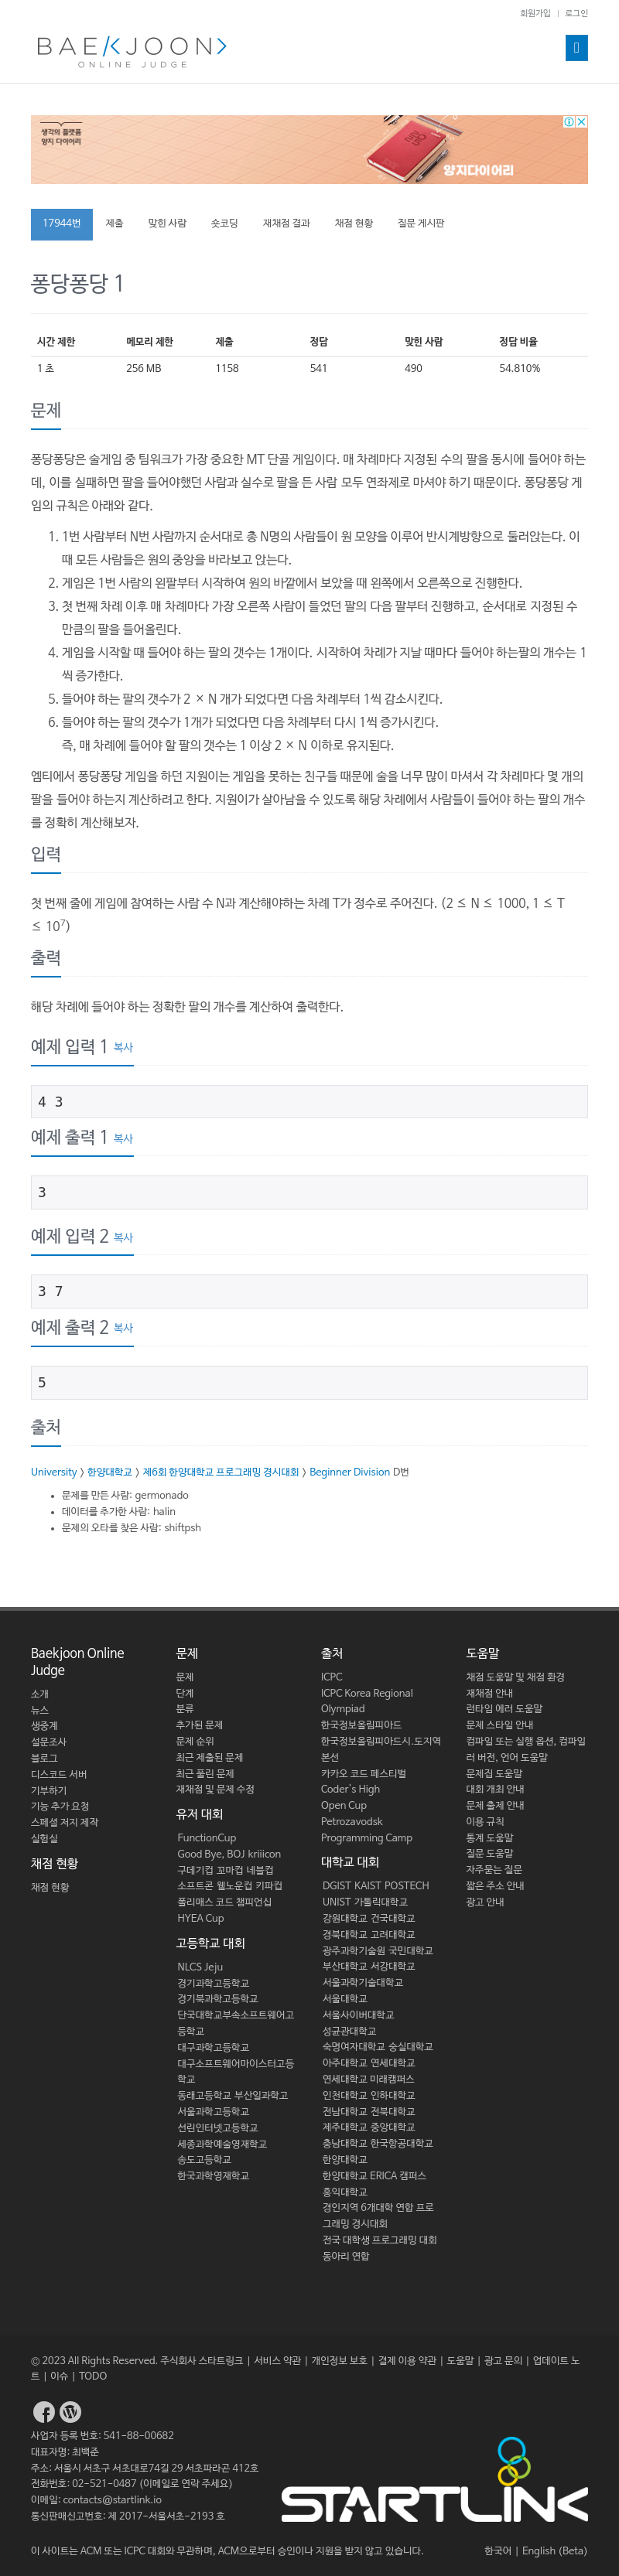 회원가입 | 로그인
BAEKJOON>
ONLINE JUDGE
생각의 플랫폼
양지 다이어리
양지다이어리
17944번 제출 맞힌 사람 숏코딩 재채점 결과 채점 현황 질문 게시판
퐁당퐁당 1
시간 제한 메모리 제한 제출 정답 맞힌 사람 정답 비율
1 초 256 MB 1158 541 490 54.810%
문제
퐁당퐁당은 술게임 중 팀워크가 가장 중요한 MT 단골 게임이다. 매 차례마다 지정된 수의 팔을 동시에 들어야 하는
데, 이를 실패하면 팔을 들어야했던 사람과 실수로 팔을 든 사람 모두 연좌제로 마셔야 하기 때문이다. 퐁당퐁당 게
임의 규칙은 아래와 같다.
1. 1번 사람부터 N번 사람까지 순서대로 총 N명의 사람들이 원 모양을 이루어 반시계방향으로 둘러앉는다. 이
때 모든 사람들은 원의 중앙을 바라보고 앉는다.
2. 게임은 1번 사람의 왼팔부터 시작하여 원의 바깥에서 보았을 때 왼쪽에서 오른쪽으로 진행한다.
3. 첫 번째 차례 이후 매 차례마다 가장 오른쪽 사람이 들었던 팔의 다음 팔부터 진행하고, 순서대로 지정된 수
만큼의 팔을 들어올린다.
4. 게임을 시작할 때 들어야 하는 팔의 갯수는 1개이다. 시작하여 차례가 지날 때마다 들어야 하는팔의 개수는 1
씩 증가한다.
5. 들어야 하는 팔의 갯수가 2 × N 개가 되었다면 다음 차례부터 1씩 감소시킨다.
6. 들어야 하는 팔의 갯수가 1개가 되었다면 다음 차례부터 다시 1씩 증가시킨다.
즉, 매 차례에 들어야 할 팔의 갯수는 1 이상 2 × N 이하로 유지된다.
엠티에서 퐁당퐁당 게임을 하던 지원이는 게임을 못하는 친구들 때문에 술을 너무 많이 마셔서 각 차례마다 몇 개의
팔을 들어야 하는지 계산하려고 한다. 지원이가 살아남을 수 있도록 해당 차례에서 사람들이 들어야 하는 팔의 개수
를 정확히 계산해보자.
입력
첫 번째 줄에 게임에 참여하는 사람 수 N과 계산해야하는 차례 T가 정수로 주어진다. (2 ≤ N ≤ 1000, 1 ≤ T
≤ 10⁷)
출력
해당 차례에 들어야 하는 정확한 팔의 개수를 계산하여 출력한다.
예제 입력 1 복사
4 3
예제 출력 1 복사
3
예제 입력 2 복사
3 7
예제 출력 2 복사
5
출처
University > 한양대학교 > 제6회 한양대학교 프로그래밍 경시대회 > Beginner Division D번
• 문제를 만든 사람: germonado
• 데이터를 추가한 사람: halin
• 문제의 오타를 찾은 사람: shiftpsh
Baekjoon Online
Judge
소개
뉴스
생중계
설문조사
블로그
디스코드 서버
기부하기
기능 추가 요청
스페셜 저지 제작
실험실
채점 현황
채점 현황
문제
문제
단계
분류
추가된 문제
문제 순위
최근 제출된 문제
최근 풀린 문제
재채점 및 문제 수정
유저 대회
FunctionCup
Good Bye, BOJ kriiicon
구데기컵 꼬마컵 네블컵
소프트콘 웰노운컵 키파컵
폴리매스 코드 챔피언십
HYEA Cup
고등학교 대회
NLCS Jeju
경기과학고등학교
경기북과학고등학교
단국대학교부속소프트웨어고
등학교
대구과학고등학교
대구소프트웨어마이스터고등
학교
동래고등학교 부산일과학고
서울과학고등학교
선린인터넷고등학교
세종과학예술영재학교
송도고등학교
한국과학영재학교
출처
ICPC
ICPC Korea Regional
Olympiad
한국정보올림피아드
한국정보올림피아드시.도지역
본선
카카오 코드 페스티벌
Coder's High
Open Cup
Petrozavodsk
Programming Camp
대학교 대회
DGIST KAIST POSTECH
UNIST 가톨릭대학교
강원대학교 건국대학교
경북대학교 고려대학교
광주과학기술원 국민대학교
부산대학교 서강대학교
서울과학기술대학교
서울대학교
서울사이버대학교
성균관대학교
숙명여자대학교 숭실대학교
아주대학교 연세대학교
연세대학교 미래캠퍼스
인천대학교 인하대학교
전남대학교 전북대학교
제주대학교 중앙대학교
충남대학교 한국항공대학교
한양대학교
한양대학교 ERICA 캠퍼스
홍익대학교
경인지역 6개대학 연합 프로
그래밍 경시대회
전국 대학생 프로그래밍 대회
동아리 연합
도움말
채점 도움말 및 채점 환경
재채점 안내
런타임 에러 도움말
문제 스타일 안내
컴파일 또는 실행 옵션, 컴파일
러 버전, 언어 도움말
문제집 도움말
대회 개최 안내
문제 출제 안내
이용 규칙
통계 도움말
질문 도움말
자주묻는 질문
짧은 주소 안내
광고 안내
© 2023 All Rights Reserved. 주식회사 스타트링크 | 서비스 약관 | 개인정보 보호 | 결제 이용 약관 | 도움말 | 광고 문의 | 업데이트 노
트 | 이슈 | TODO
사업자 등록 번호: 541-88-00682
대표자명: 최백준
주소: 서울시 서초구 서초대로74길 29 서초파라곤 412호
전화번호: 02-521-0487 (이메일로 연락 주세요)
이메일: contacts@startlink.io
통신판매신고번호: 제 2017-서울서초-2193 호
STARTLINK
이 사이트는 ACM 또는 ICPC 대회와 무관하며, ACM으로부터 승인이나 지원을 받지 않고 있습니다. 한국어 | English (Beta)